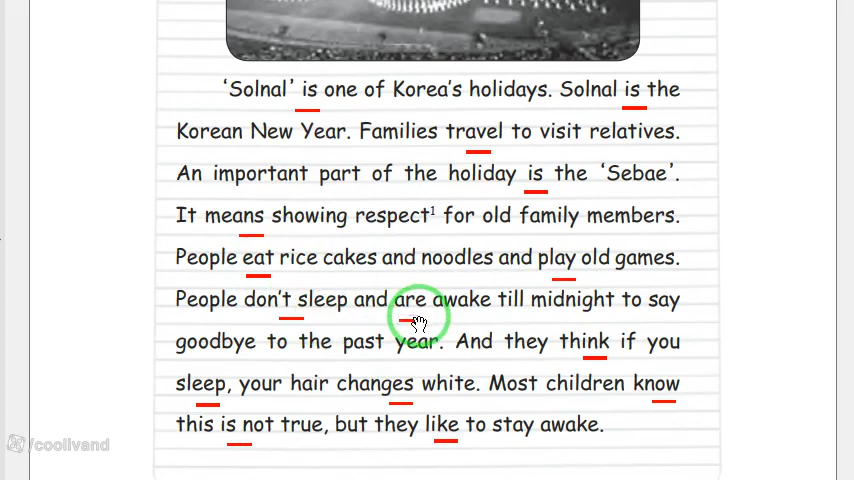 ‘Solnal’ is one of Korea's holidays. Solnal is the
Korean New Year. Families travel to visit relatives.
An important part of the holiday is the ‘Sebae’.
It means showing respect¹ for old family members.
People eat rice cakes and noodles and play old games.
People don't sleep and are awake till midnight to say
goodbye to the past year. And they think if you
sleep, your hair changes white. Most children know
this is not true, but they like to stay awake.
/coolivand